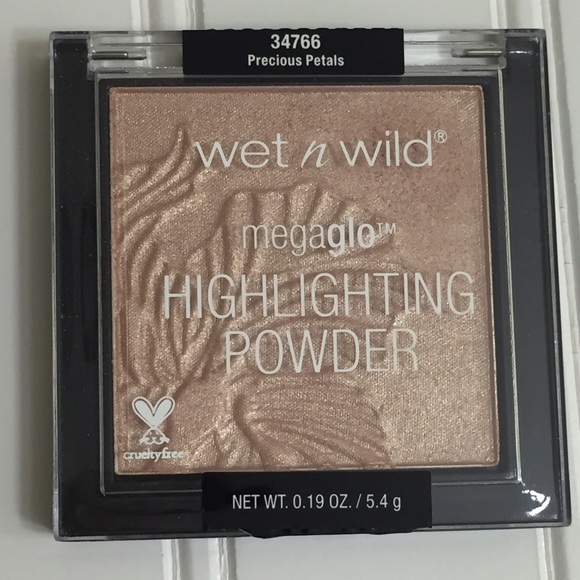 34766
Precious Petals
wet n wild®
megaglo™
HIGHLIGHTING
POWDER
crueltyfree
NET WT. 0.19 OZ. / 5.4 g